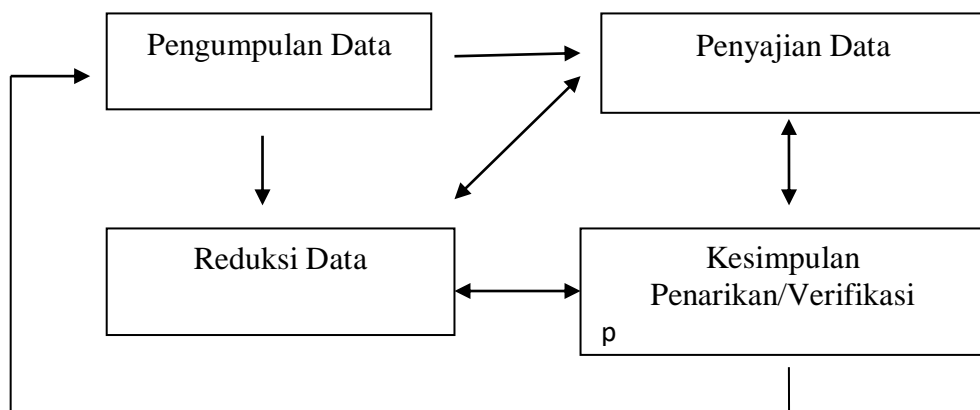 Pengumpulan Data
Penyajian Data
Reduksi Data
Kesimpulan
Penarikan/Verifikasi
p